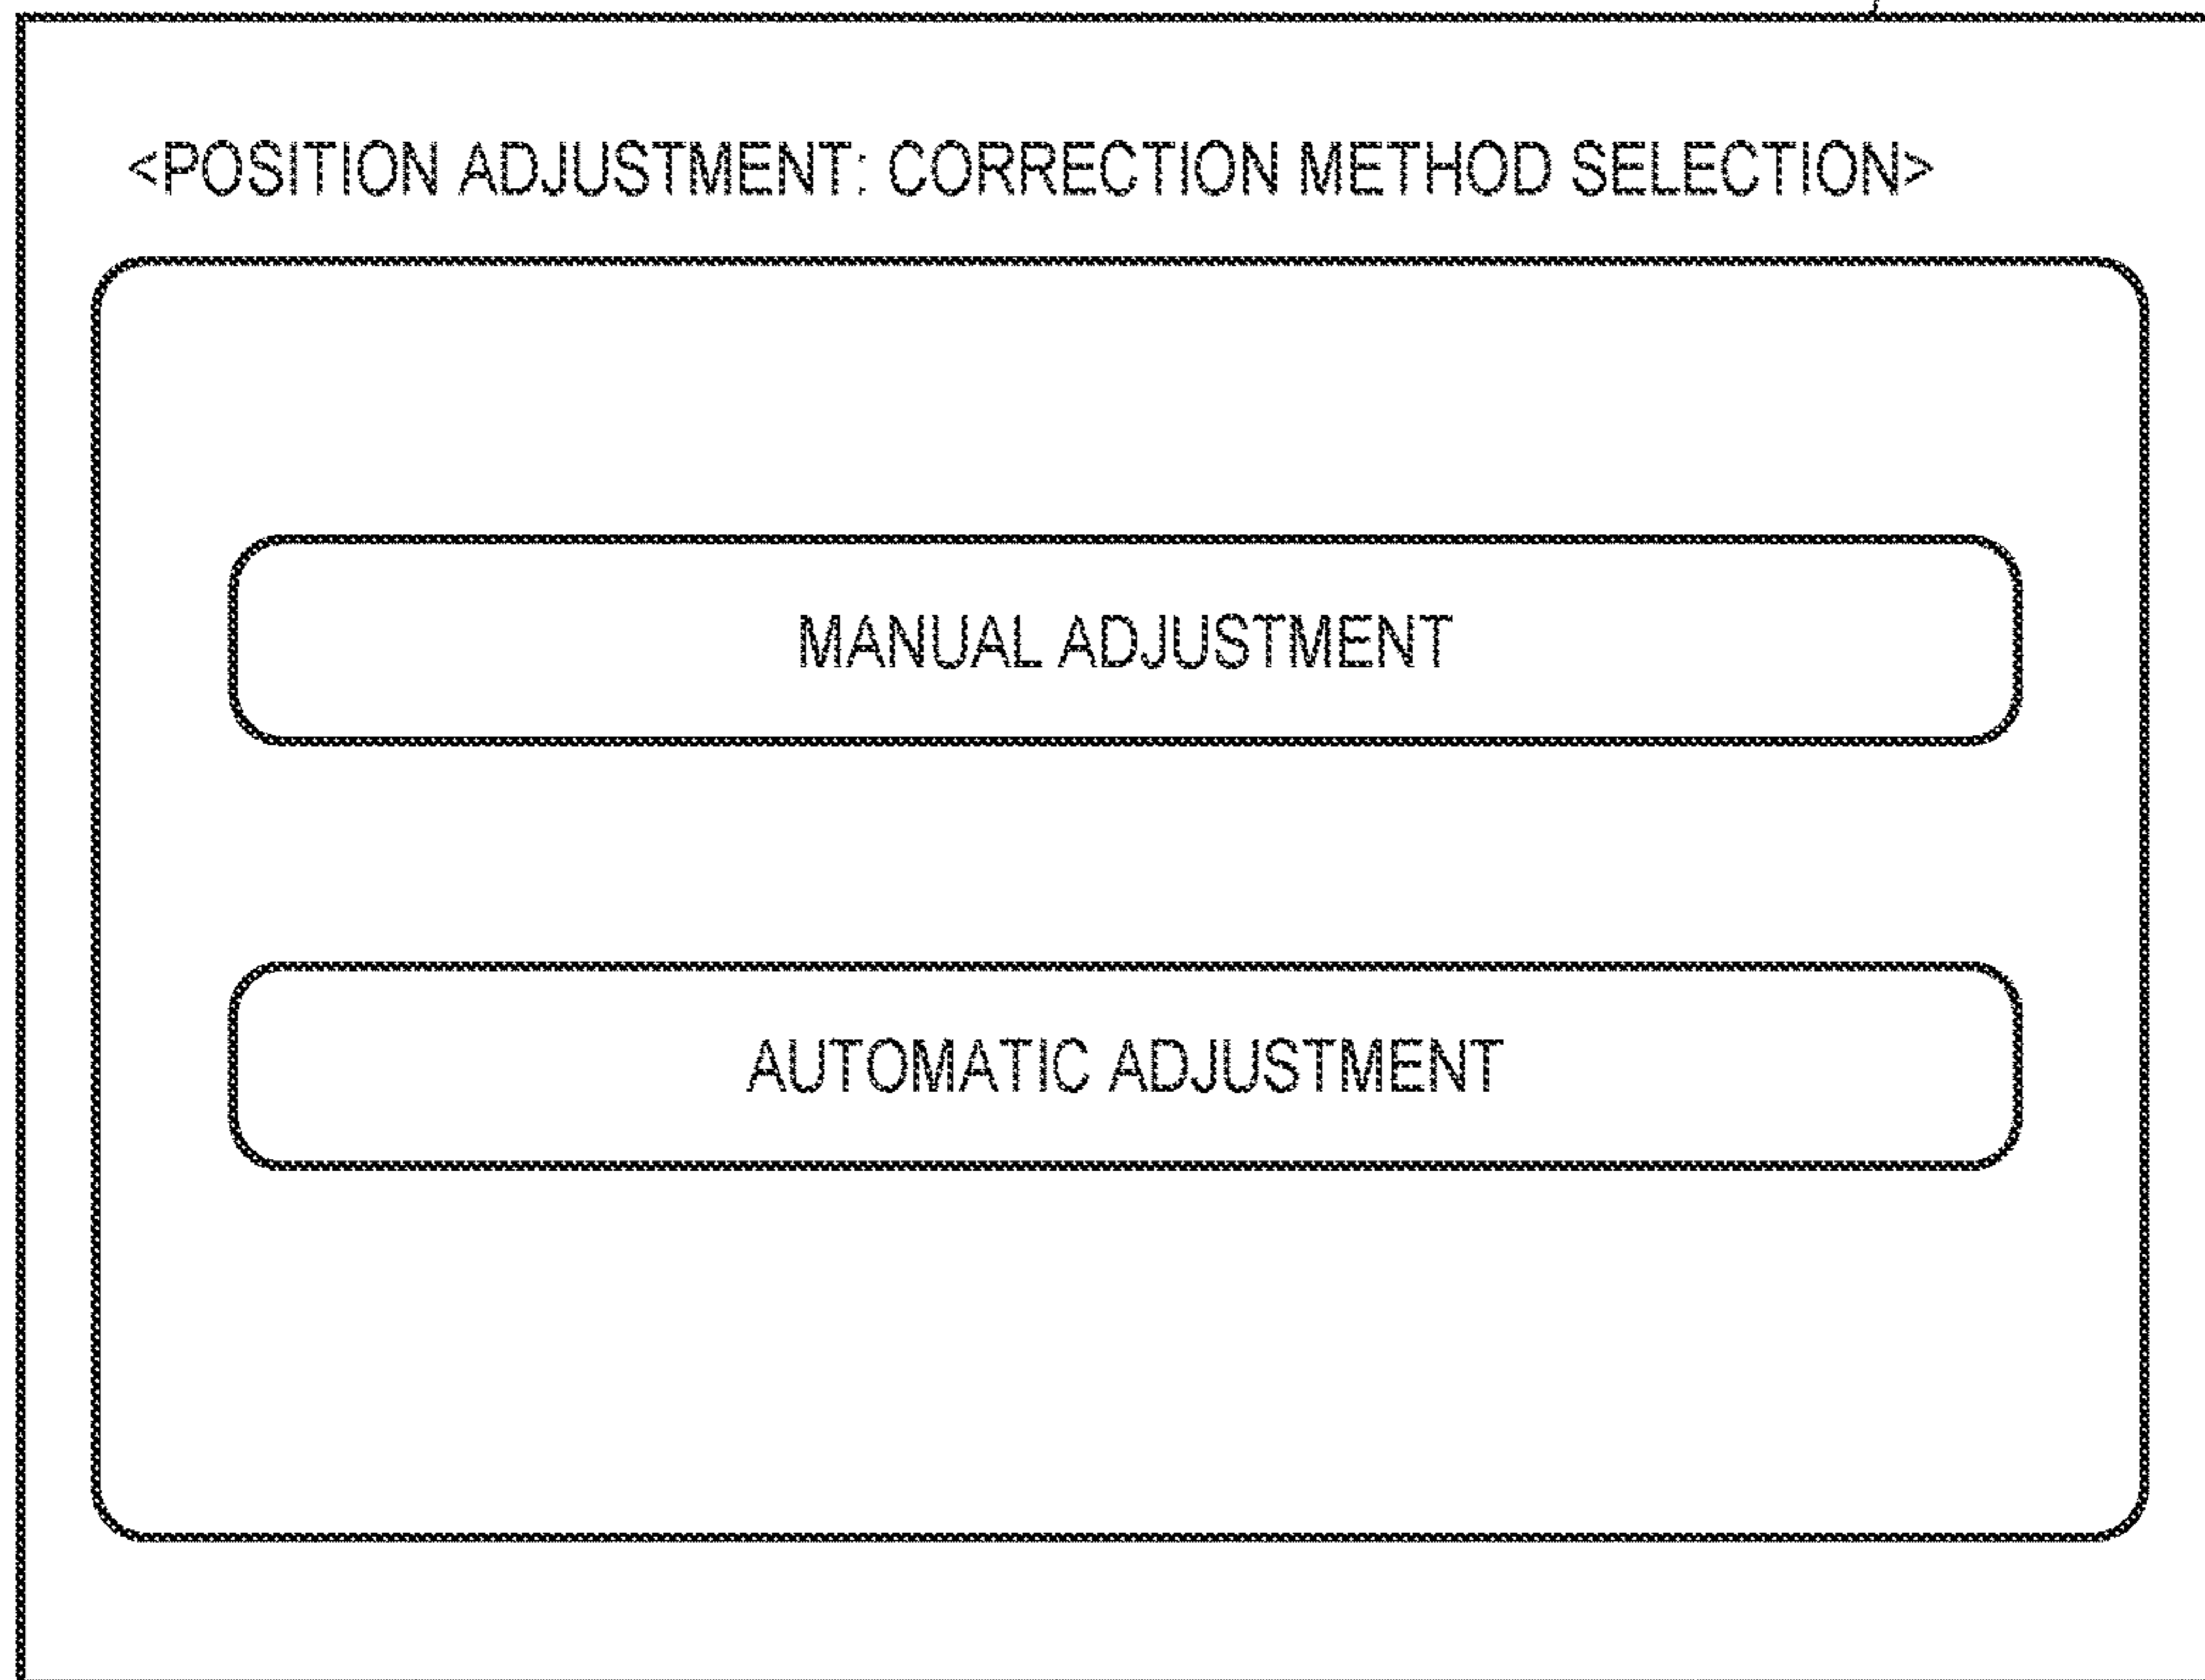 <POSITION ADJUSTMENT: CORRECTION METHOD SELECTION>
MANUAL ADJUSTMENT
AUTOMATIC ADJUSTMENT